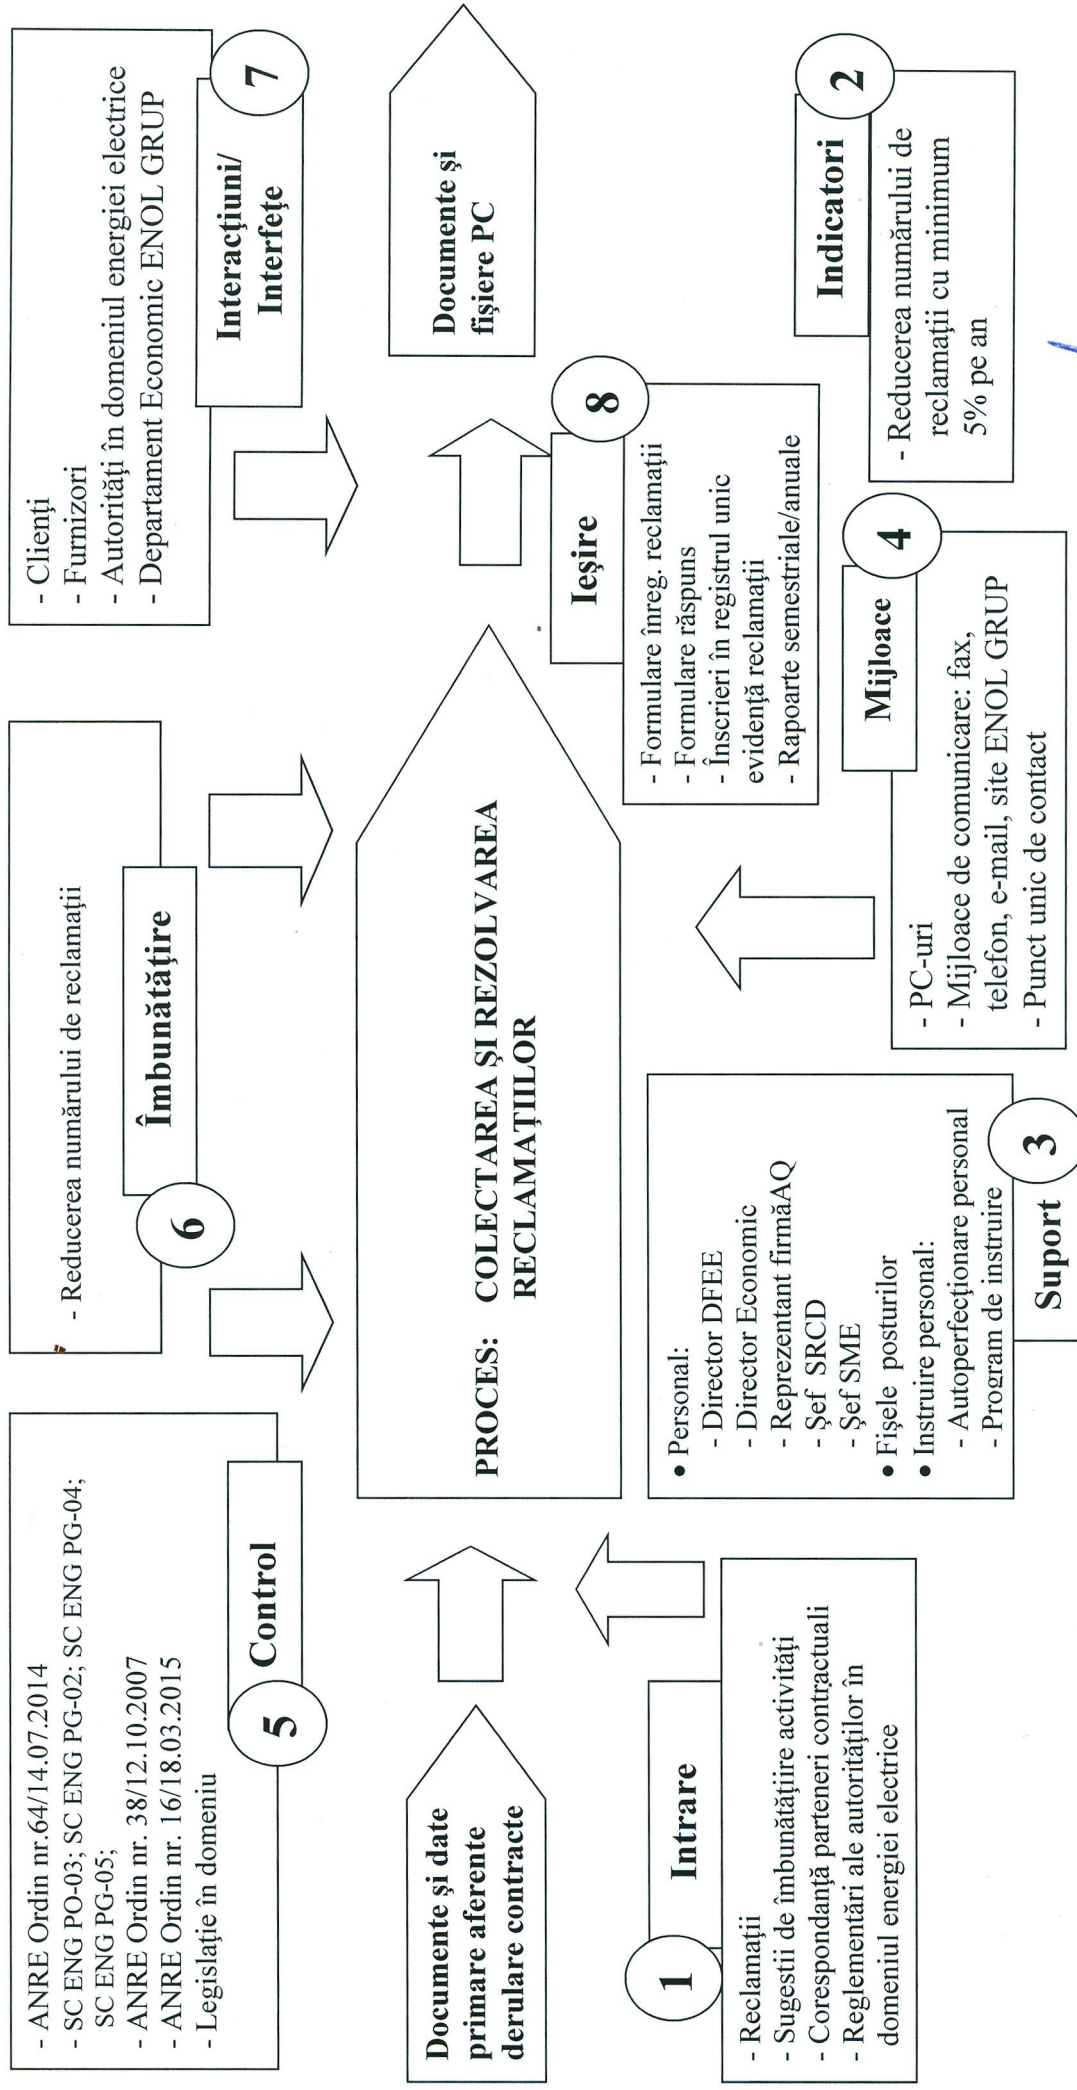 - ANRE Ordin nr.64/14.07.2014
- SC ENG PO-03; SC ENG PG-02; SC ENG PG-04;
SC ENG PG-05;
- ANRE Ordin nr. 38/12.10.2007
- ANRE Ordin nr. 16/18.03.2015
- Legislație în domeniu
5
Control
- Reducerea numărului de reclamații
6
Îmbunătățire
- Clienți
- Furnizori
- Autorități în domeniul energiei electrice
- Departament Economic ENOL GRUP
Interacțiuni/
Interfețe
7
Documente și date
primare aferente
derulare contracte
PROCES: COLECTAREA ȘI REZOLVAREA
RECLAMAȚIILOR
Documente și
fișiere PC
1
Intrare
- Reclamații
- Sugestii de îmbunătățire activități
- Corespondanță parteneri contractuali
- Reglementări ale autorităților în
domeniul energiei electrice
• Personal:
- Director DFEE
- Director Economic
- Reprezentant firmăAQ
- Șef SRCD
- Șef SME
• Fișele posturilor
• Instruire personal:
- Autoperfecționare personal
- Program de instruire
Suport
3
Ieșire
8
- Formulare înreg. reclamații
- Formulare răspuns
- Înscrieri în registrul unic
evidență reclamații
- Rapoarte semestriale/anuale
Mijloace
4
- PC-uri
- Mijloace de comunicare: fax,
telefon, e-mail, site ENOL GRUP
- Punct unic de contact
Indicatori
2
- Reducerea numărului de
reclamații cu minimum
5% pe an